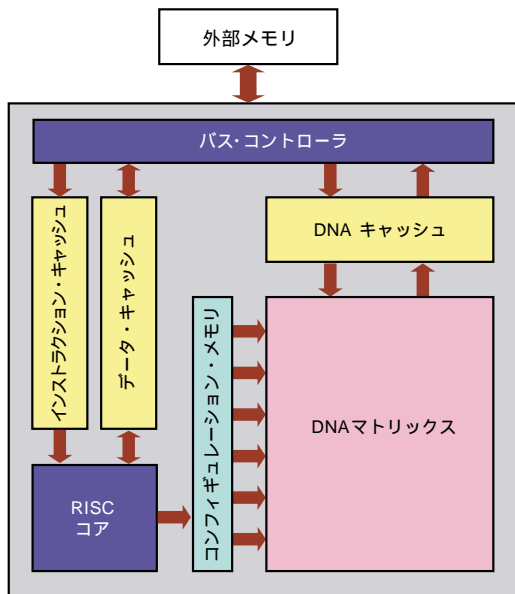 外部メモリ
バス・コントローラ
インストラクション・キャッシュ
データ・キャッシュ
DNA キャッシュ
コンフィギュレーション・メモリ
DNAマトリックス
RISC
コア